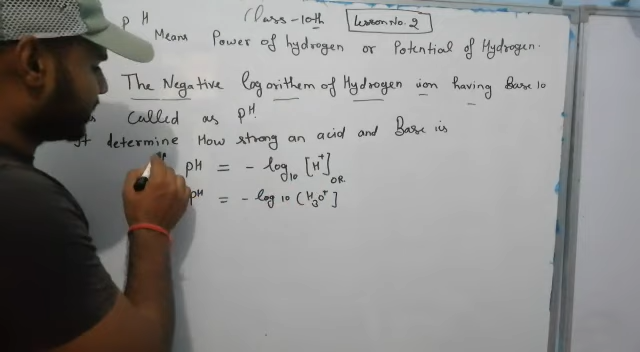 Class - 10th Lesson No. 2
pH Means Power of hydrogen or Potential of Hydrogen.
The Negative logarithem of Hydrogen ion having Base 10
Called as pH.
determine How strong an acid and Base is
pH = - log10 [H+]
OR
pH = - log 10 (H3O+]